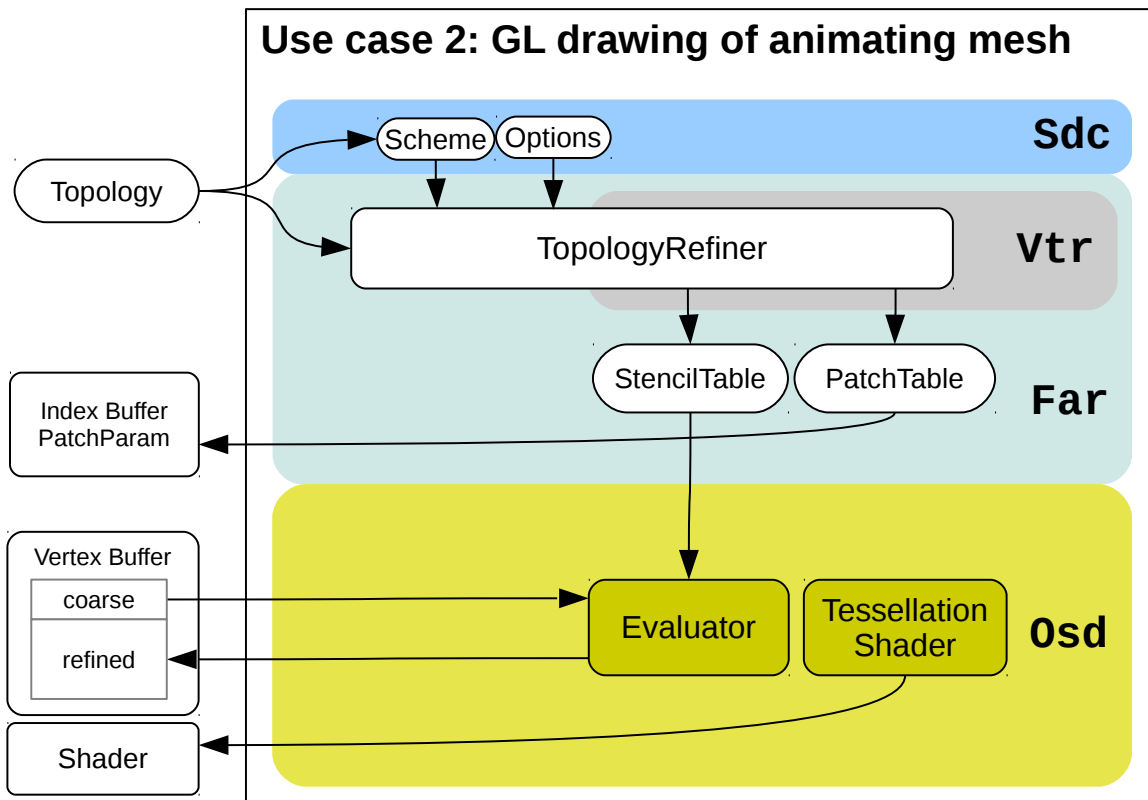 Use case 2: GL drawing of animating mesh
Scheme
Options
Sdc
Topology
TopologyRefiner
Vtr
StencilTable
PatchTable
Far
Index Buffer
PatchParam
Vertex Buffer
coarse
refined
Evaluator
Tessellation
Shader
Osd
Shader